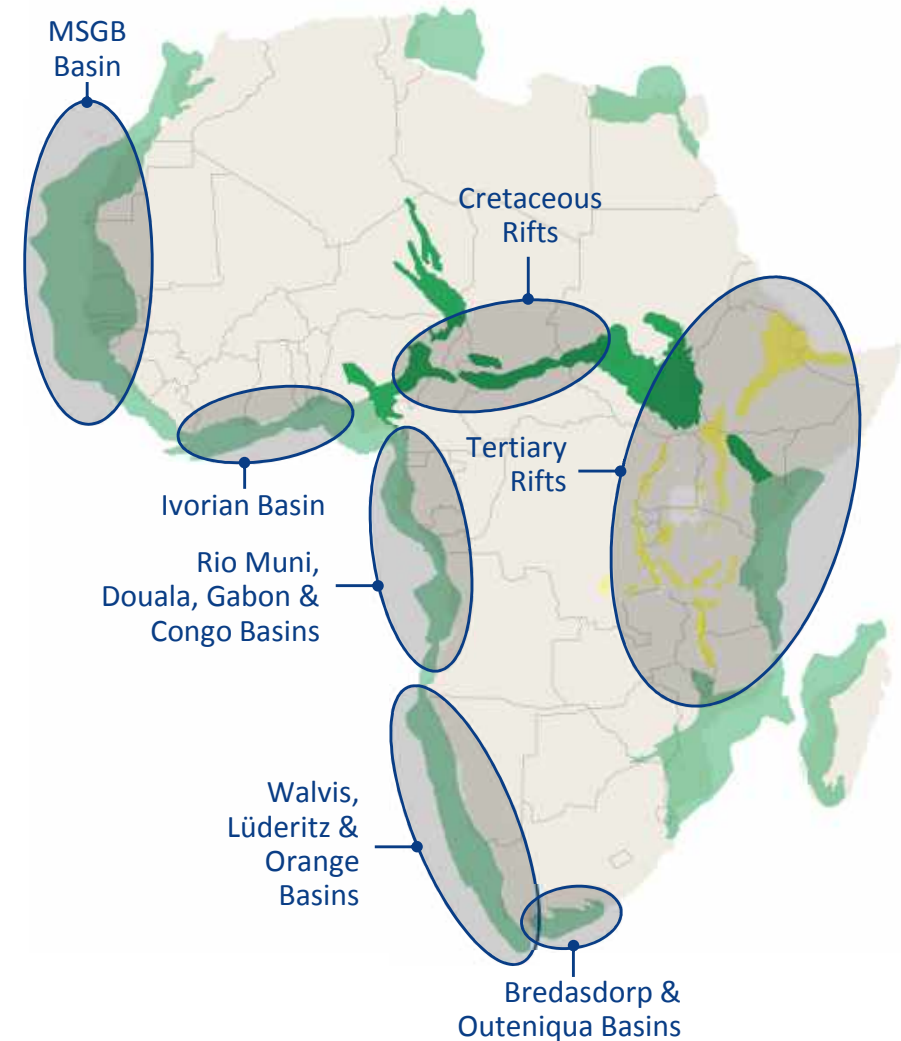 MSGB
Basin
Cretaceous
Rifts
Tertiary
Rifts
Ivorian Basin
Rio Muni,
Douala, Gabon &
Congo Basins
Walvis,
Lüderitz &
Orange
Basins
Bredasdorp &
Outeniqua Basins